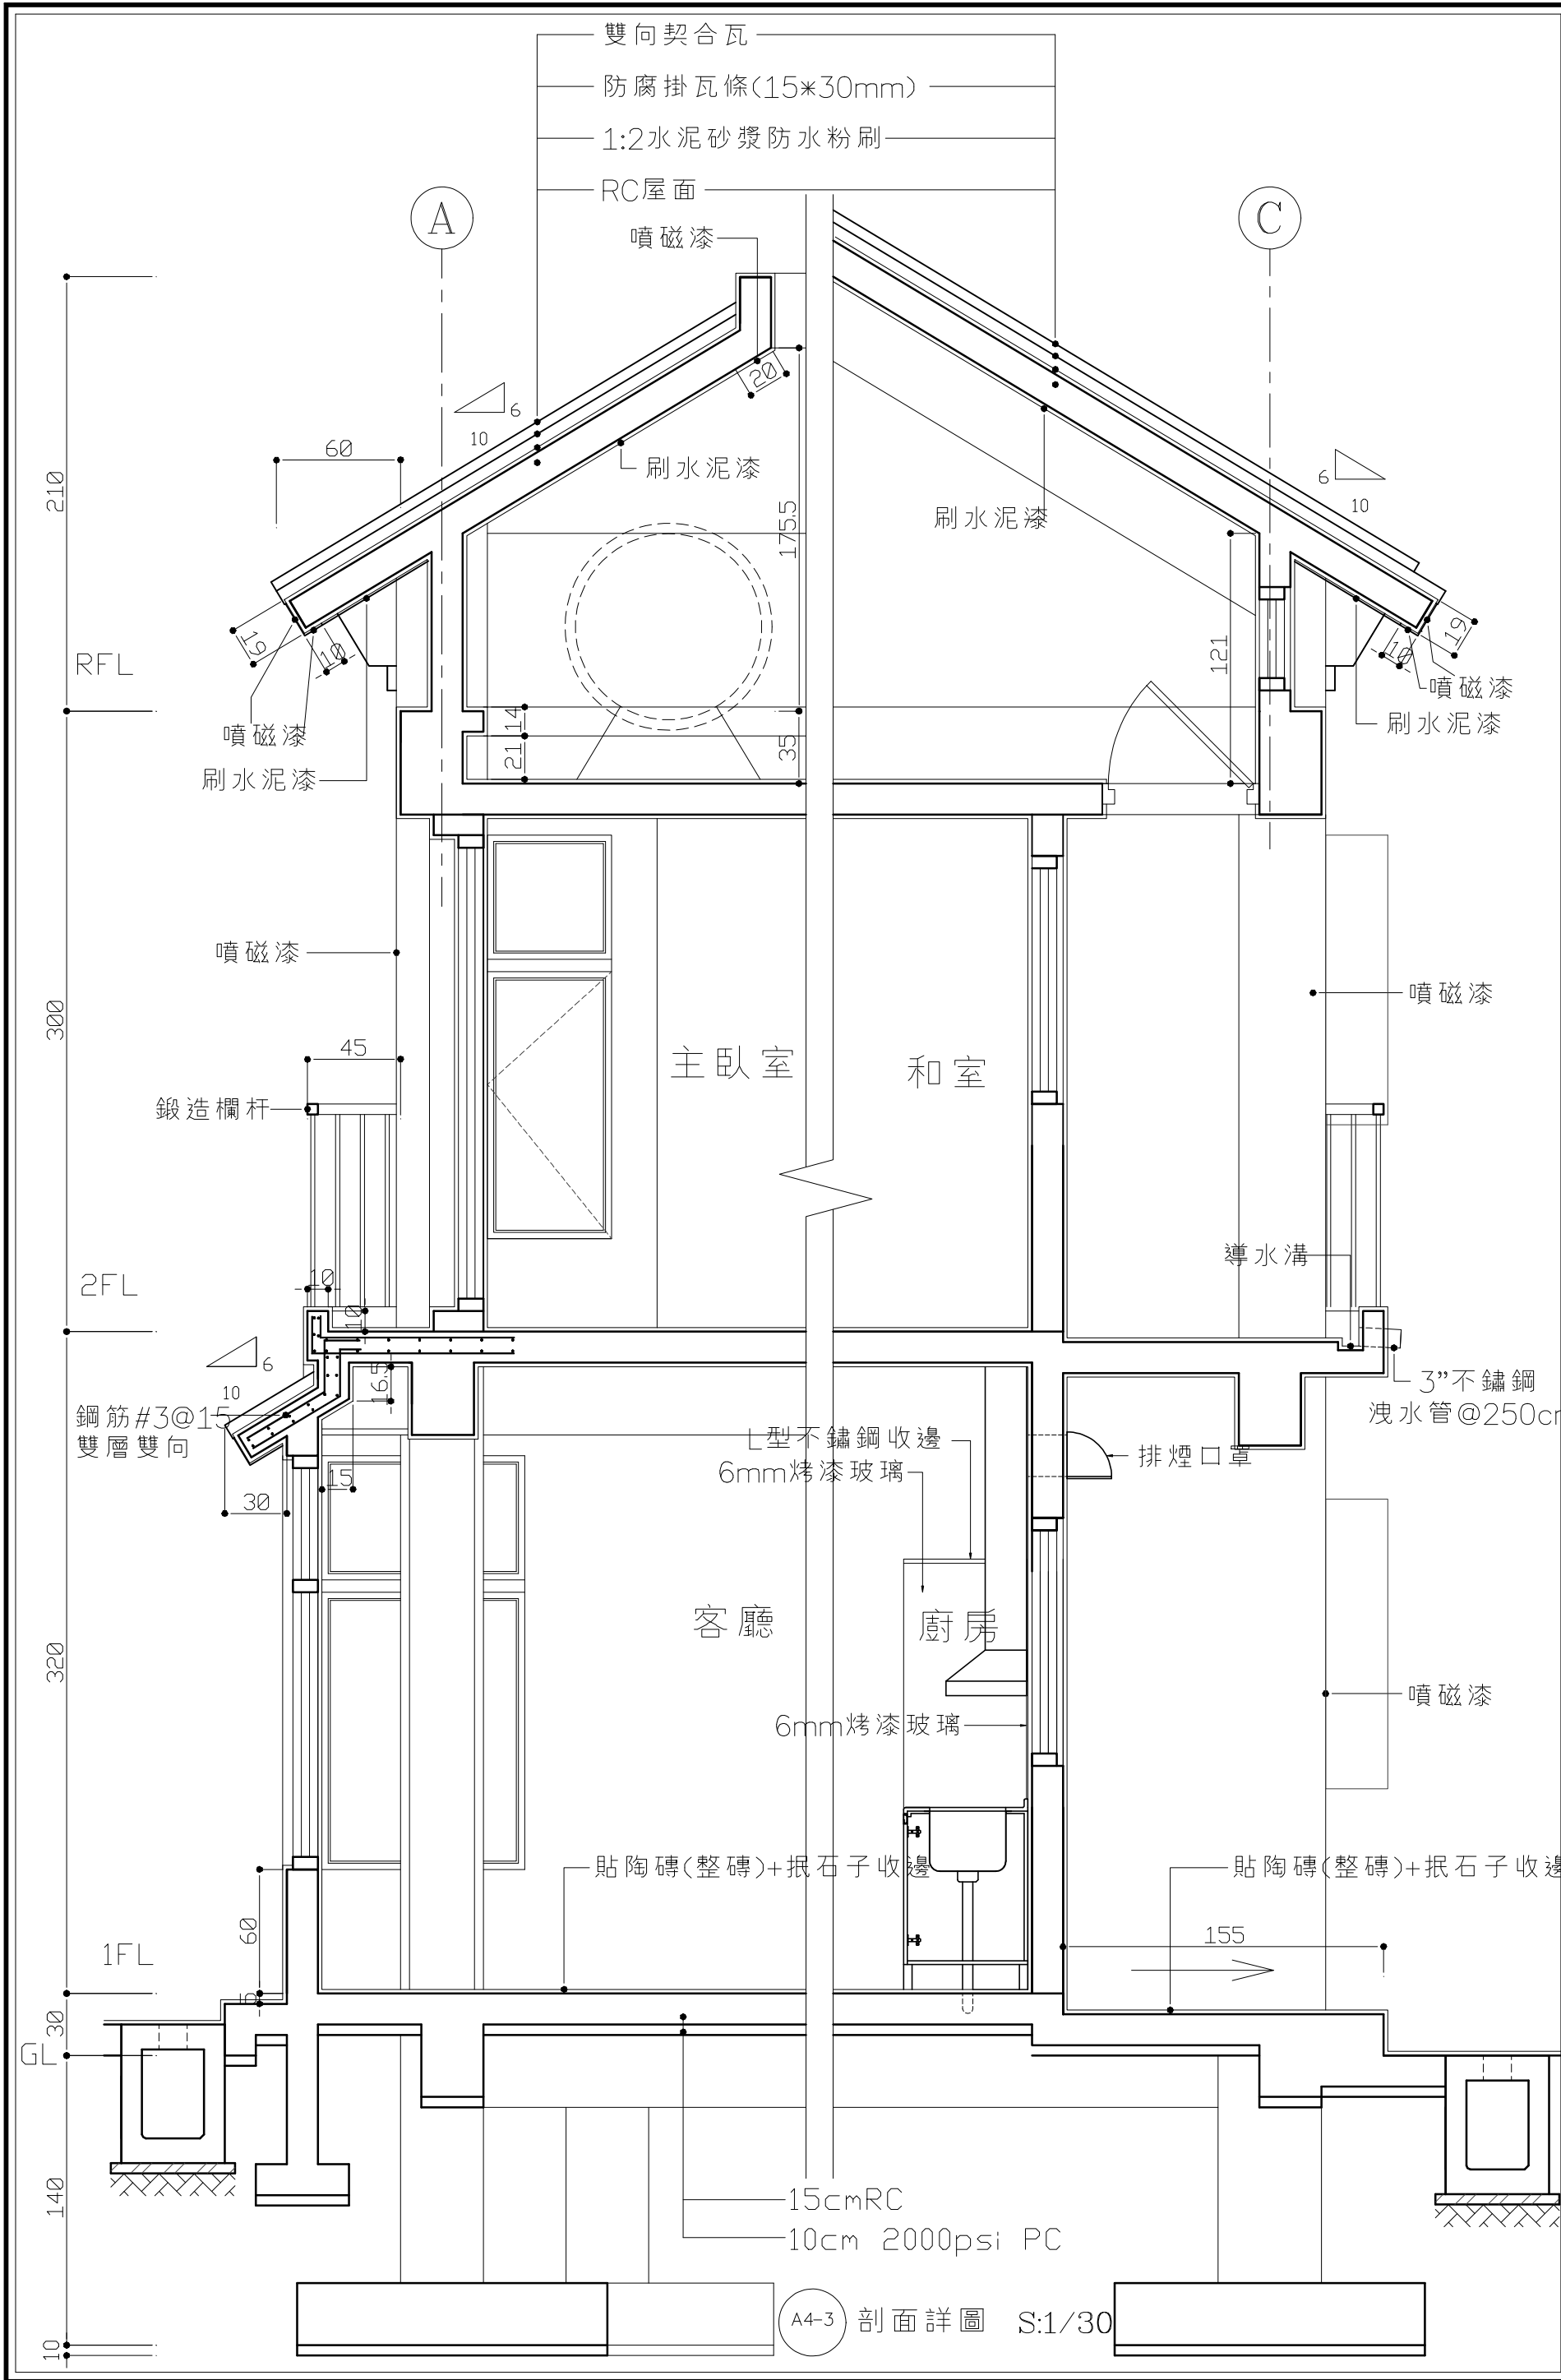 雙向契合瓦
防腐掛瓦條(15*30mm)
1:2水泥砂漿防水粉刷
RC屋面
A
C
噴磁漆
20
6
10
60
刷水泥漆
210
175.5
刷水泥漆
6
10
121
19
10
RFL
19
10
噴磁漆
刷水泥漆
噴磁漆
刷水泥漆
14
21
35
噴磁漆
噴磁漆
300
45
主臥室
和室
鍛造欄杆
導水溝
2FL
10
10
6
10
16.5
鋼筋#3@15
雙層雙向
3”不鏽鋼
洩水管@250cm
L型不鏽鋼收邊
6mm烤漆玻璃
排煙口罩
15
30
客廳
廚房
320
噴磁漆
6mm烤漆玻璃
貼陶磚(整磚)+抿石子收邊
貼陶磚(整磚)+抿石子收邊
60
155
1FL
5
30
GL
140
15cmRC
10cm 2000psi PC
A4-3
剖面詳圖 S:1/30
10